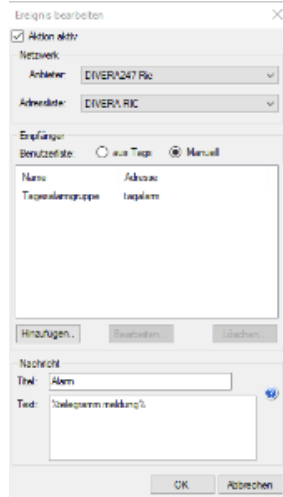 Ereignis bearbeiten
Aktion aktiv
Netzwerk
Anbieter: DIVERA247 Ric
Adressliste: DIVERA RIC
Empfänger
Benutzerliste: aus Tags Manuell
Name Adresse
Tagesalarmgruppe tagalarm
Hinzufügen... Bearbeiten... Löschen...
Nachricht
Titel: Alarm
Text: %telegramm meldung%
OK Abbrechen